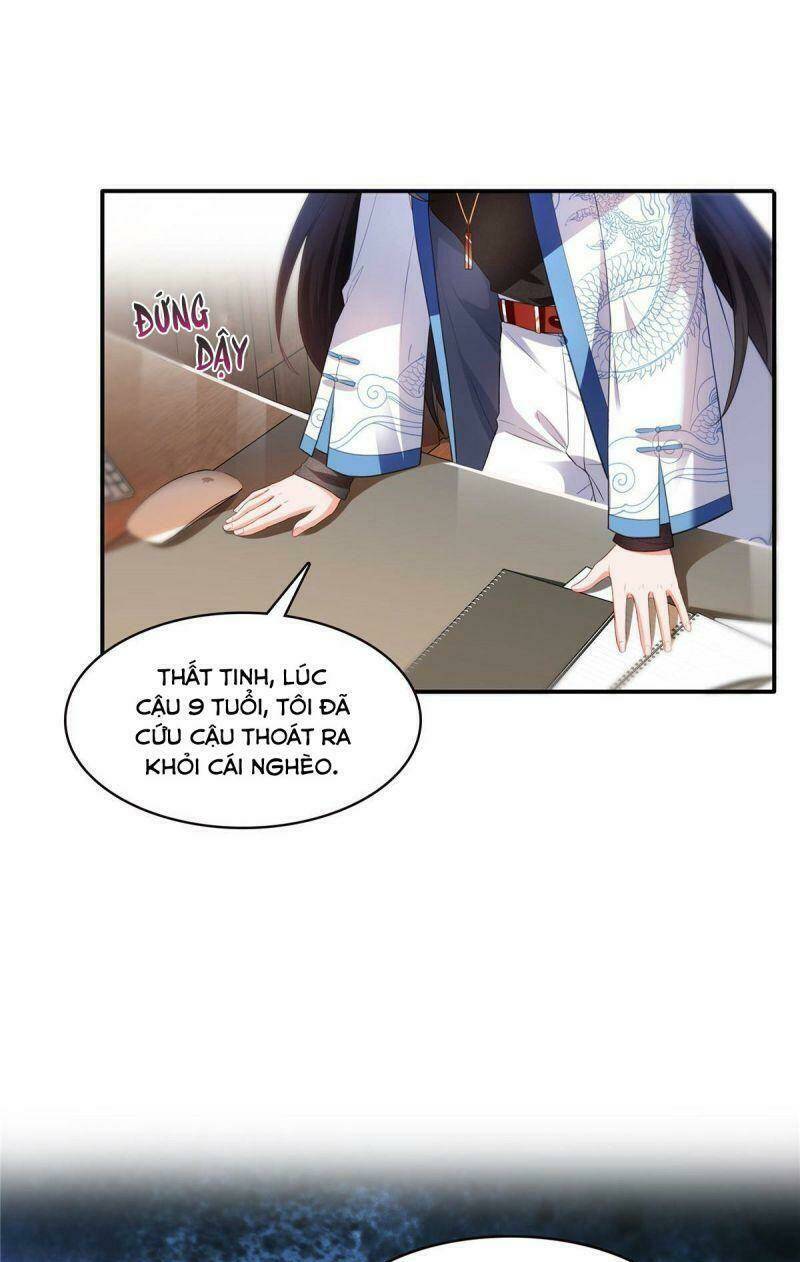 ĐỨNG
DẬY
THẤT TINH, LÚC
CẬU 9 TUỔI, TÔI ĐÃ
CỨU CẬU THOÁT RA
KHỎI CÁI NGHÈO.